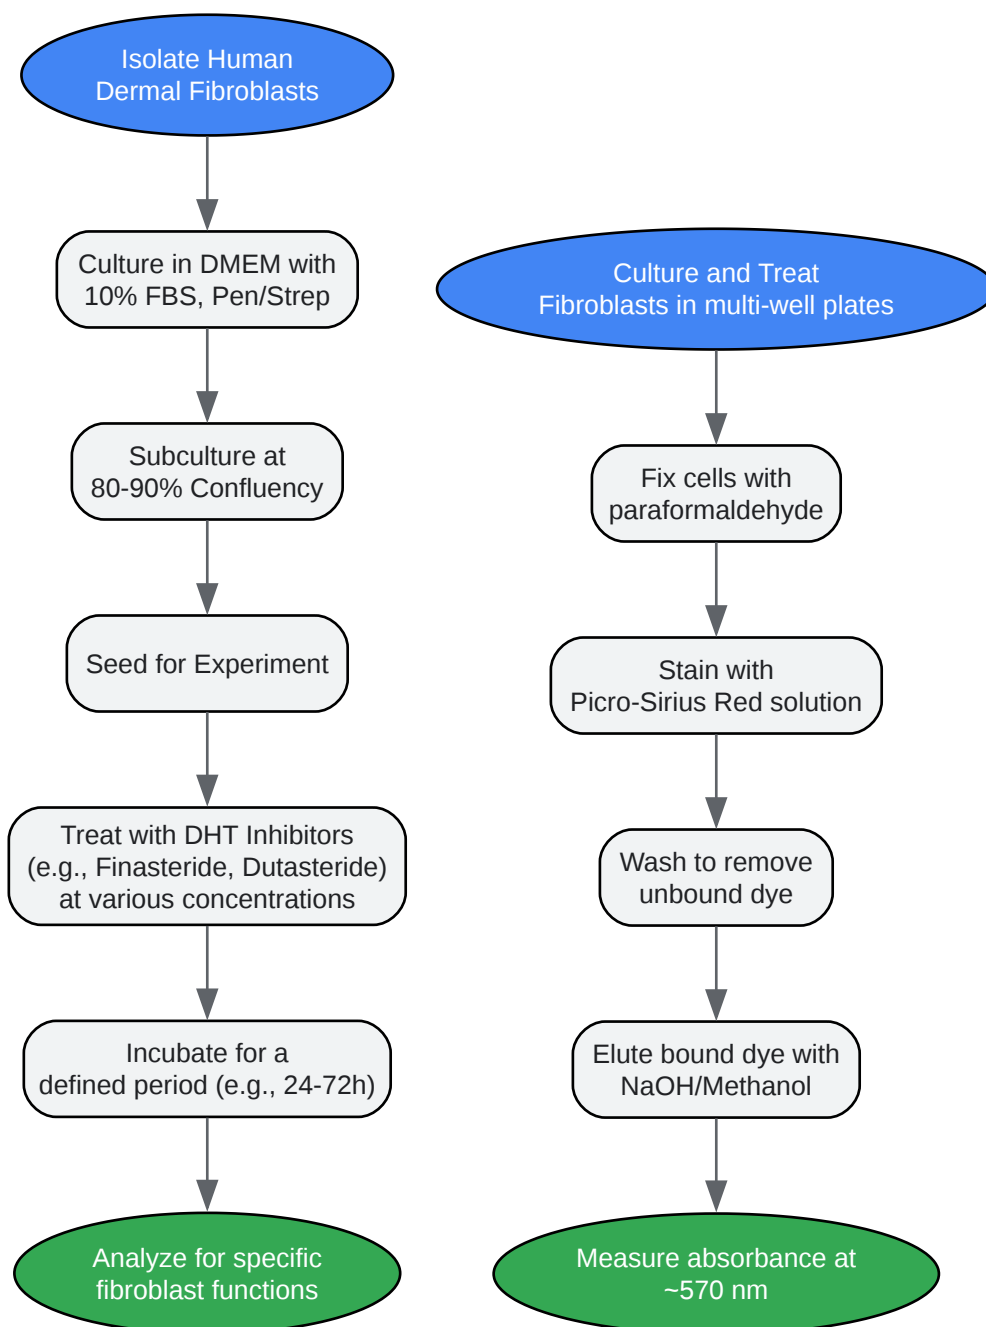 Isolate Human
Dermal Fibroblasts
Culture in DMEM with
10% FBS, Pen/Strep
Subculture at
80-90% Confluency
Seed for Experiment
Treat with DHT Inhibitors
(e.g., Finasteride, Dutasteride)
at various concentrations
Incubate for a
defined period (e.g., 24-72h)
Analyze for specific
fibroblast functions
Culture and Treat
Fibroblasts in multi-well plates
Fix cells with
paraformaldehyde
Stain with
Picro-Sirius Red solution
Wash to remove
unbound dye
Elute bound dye with
NaOH/Methanol
Measure absorbance at
~570 nm